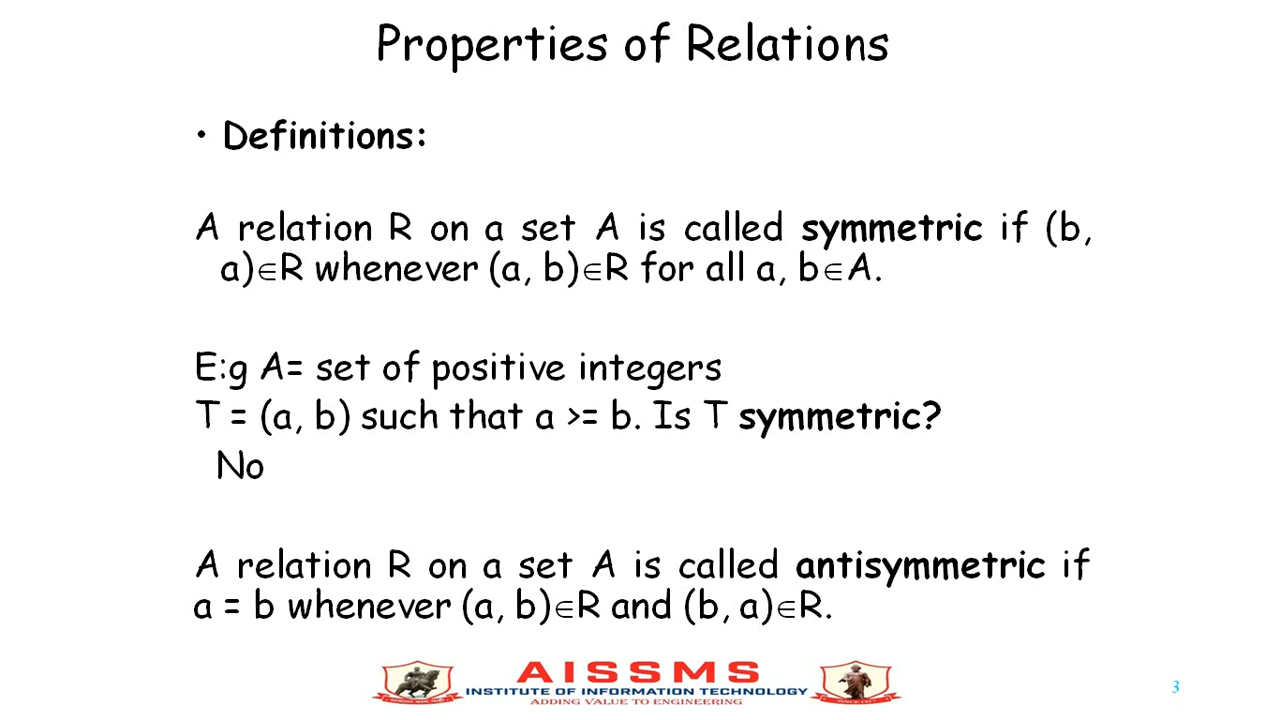 Properties of Relations
• Definitions:
A relation R on a set A is called symmetric if (b,
a)∈R whenever (a, b)∈R for all a, b∈A.
E:g A= set of positive integers
T = (a, b) such that a >= b. Is T symmetric?
No
A relation R on a set A is called antisymmetric if
a = b whenever (a, b)∈R and (b, a)∈R.
AISSMS
INSTITUTE OF INFORMATION TECHNOLOGY
ADDING VALUE TO ENGINEERING
SINCE 1917
3